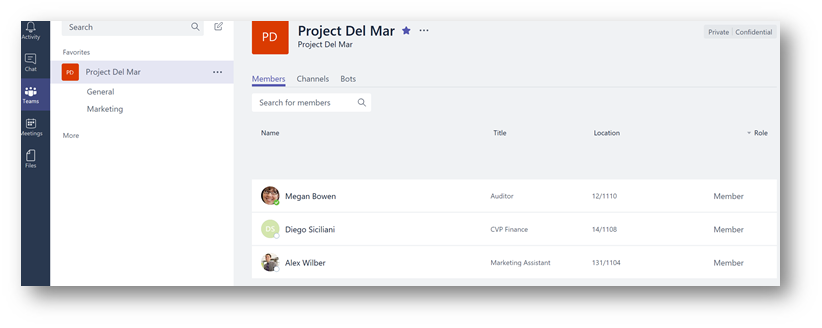 Activity
Chat
Teams
Meetings
Files
Search
Favorites
PD Project Del Mar ...
General
Marketing
More
PD
Project Del Mar ...
Project Del Mar
Private Confidential
Members Channels Bots
Search for members
Name Title Location Role
Megan Bowen Auditor 12/1110 Member
DS Diego Siciliani CVP Finance 14/1108 Member
Alex Wilber Marketing Assistant 131/1104 Member